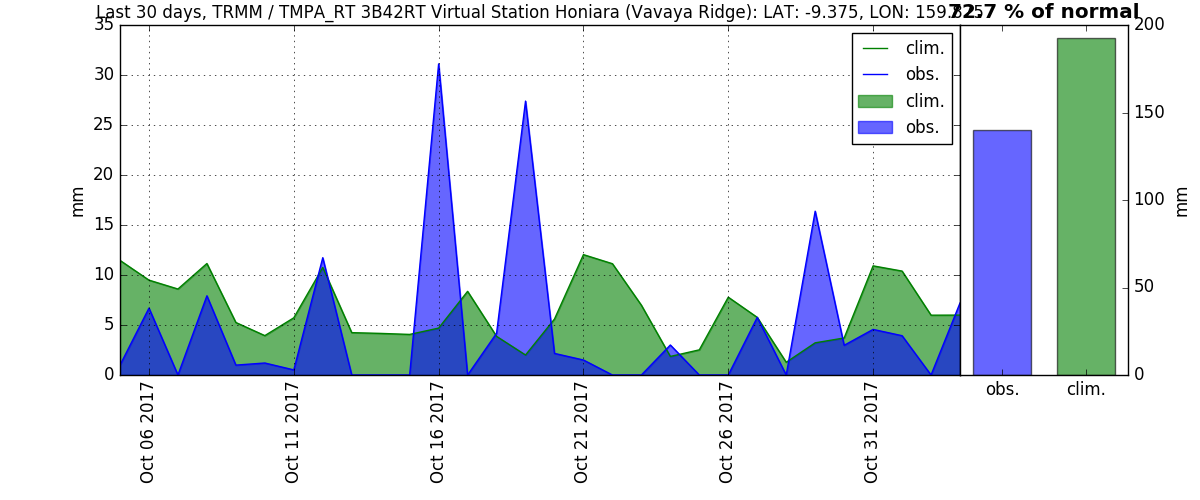 Last 30 days, TRMM / TMPA_RT 3B42RT Virtual Station Honiara (Vavaya Ridge): LAT: -9.375, LON:
72.7 % of normal
35
30
25
20
15
10
5
0
mm
clim.
obs.
clim.
obs.
Oct 06 2017
Oct 11 2017
Oct 16 2017
Oct 21 2017
Oct 26 2017
Oct 31 2017
200
150
100
50
0
mm
obs.
clim.